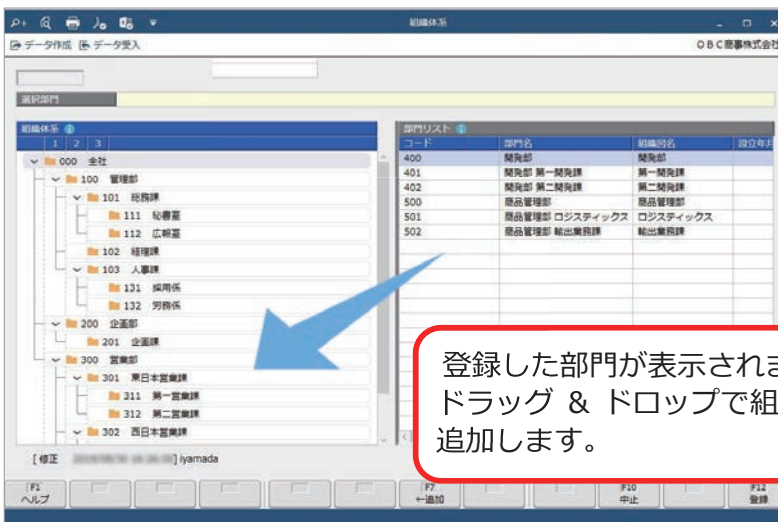 組織体系
データ作成 データ受入 OBC商事株式会社
選択部門
組織体系
1 2 3
000 会社
100 管理部
101 総務課
111 秘書室
112 広報室
102 経理課
103 人事課
131 採用係
132 労務係
200 企画部
201 企画課
300 営業部
301 東日本営業課
311 第一営業課
312 第二営業課
302 西日本営業課
部門リスト
コード 部門名 組織図名 設立年月
400 開発部 開発部
401 開発部 第一開発課 第一開発課
402 開発部 第二開発課 第二開発課
500 商品管理部 商品管理部
501 商品管理部 ロジスティックス ロジスティックス
502 商品管理部 輸出業務課 輸出業務課
登録した部門が表示されま
ドラッグ & ドロップで組
追加します。
[修正 ] iyamada
F1 F7 F10 F12
ヘルプ ←追加 中止 登録